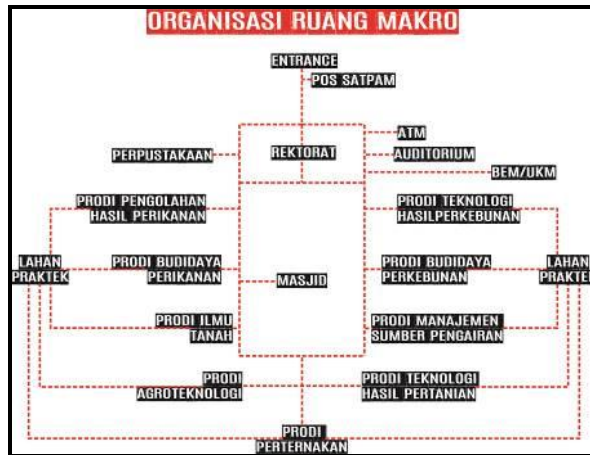 ORGANISASI RUANG MAKRO
ENTRANCE
POS SATPAM
ATM
PERPUSTAKAAN
REKTORAT
AUDITORIUM
BEM/UKM
PRODI PENGOLAHAN
HASIL PERIKANAN
PRODI TEKNOLOGI
HASILPERKEBUNAN
LAHAN
PRAKTEK
PRODI BUDIDAYA
PERIKANAN
MASJID
PRODI BUDIDAYA
PERKEBUNAN
LAHAN
PRAKTEK
PRODI ILMU
TANAH
PRODI MANAJEMEN
SUMBER PENGAIRAN
PRODI
AGROTEKNOLOGI
PRODI TEKNOLOGI
HASIL PERTANIAN
PRODI
PERTERNAKAN